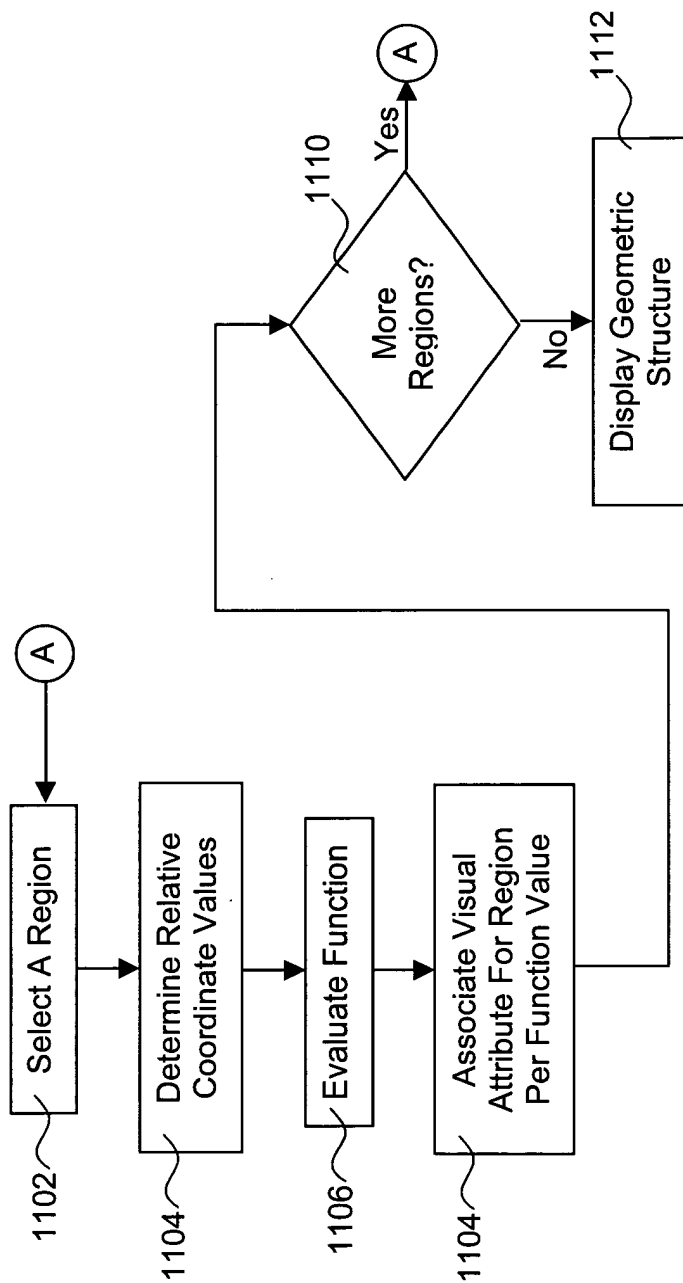 A
1102
Select A Region
1104
Determine Relative
Coordinate Values
1106
Evaluate Function
1104
Associate Visual
Attribute For Region
Per Function Value
1110
More
Regions?
Yes
A
No
1112
Display Geometric
Structure